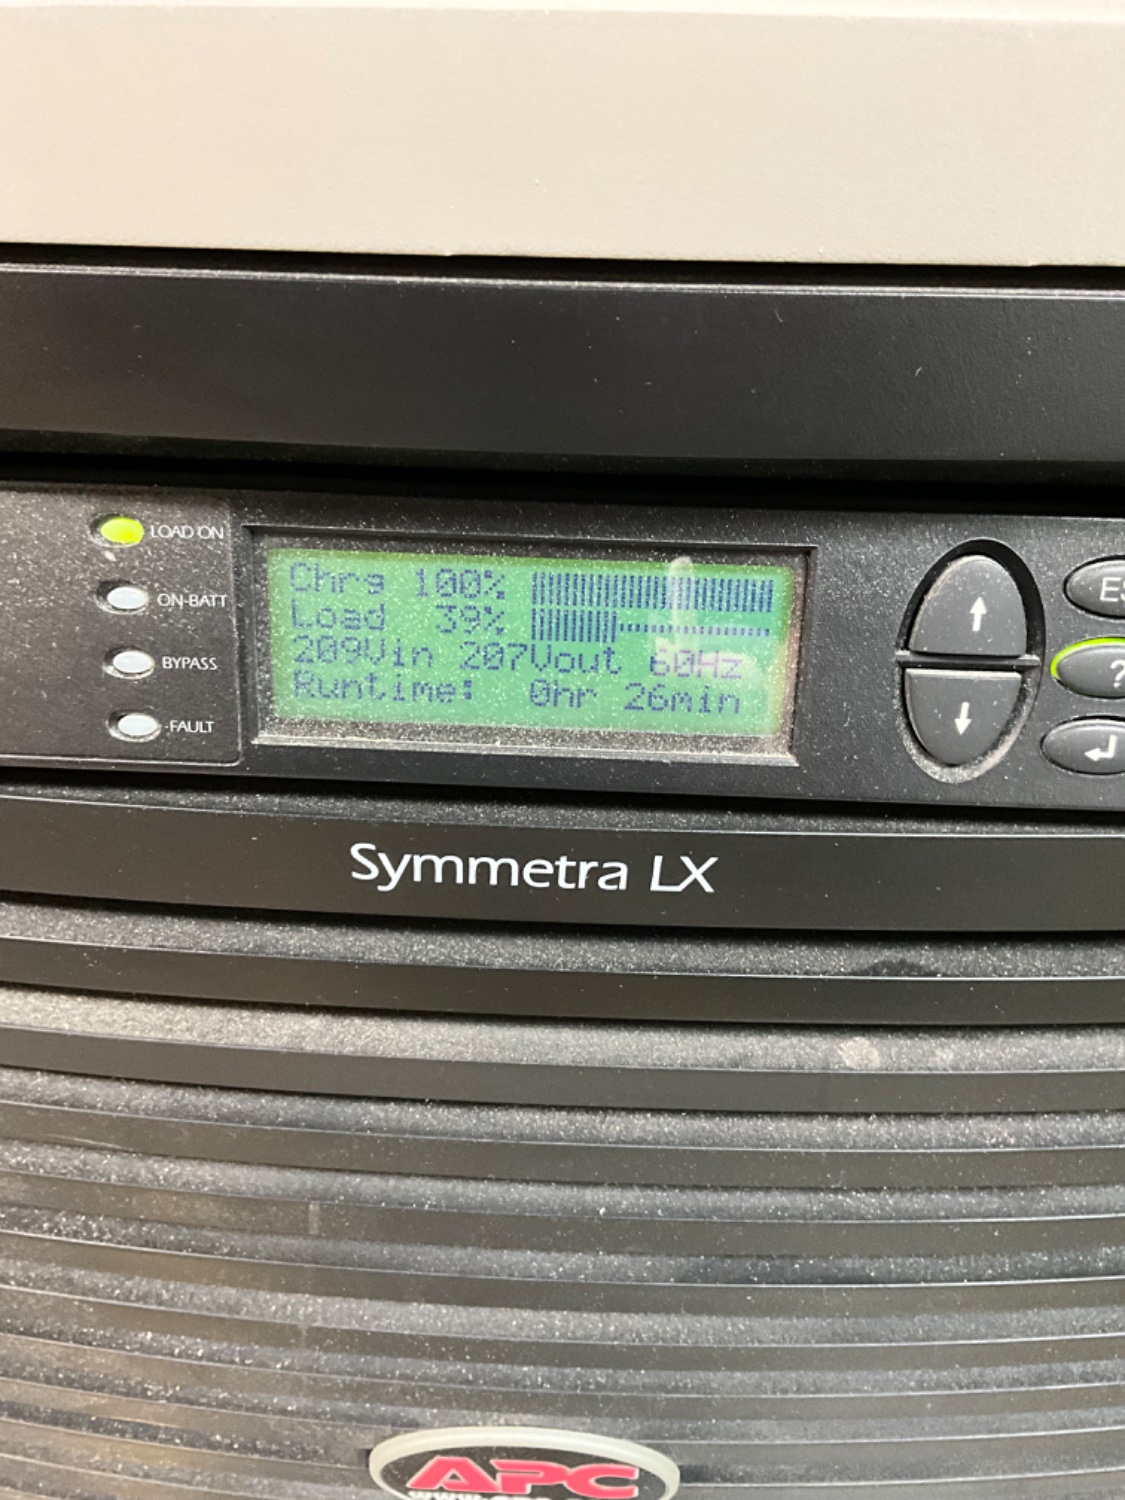 LOAD ON
ON-BATT
BYPASS
FAULT
Chrg 100%
Load 39%
209Vin 207Vout 60Hz
Runtime: 0hr 26min
?
Symmetra LX
APC